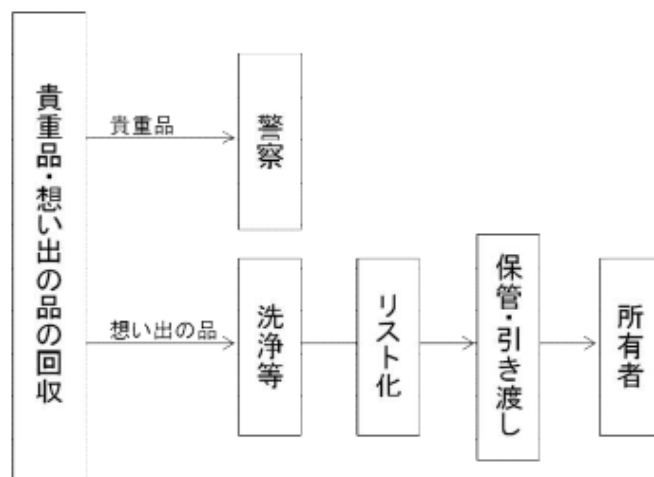 貴重品・想い出の品の回収
貴重品
警察
想い出の品
洗浄等
リスト化
保管・引き渡し
所有者